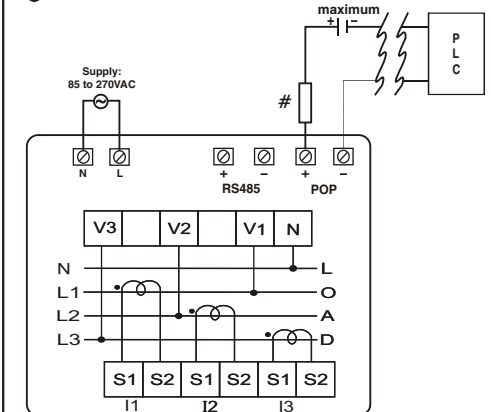 maximum
+ −
P
L
C
Supply:
85 to 270VAC
#
N L + − + −
RS485 POP
V3 V2 V1 N
N L
L1 O
L2 A
L3 D
S1 S2 S1 S2 S1 S2
I1 I2 I3